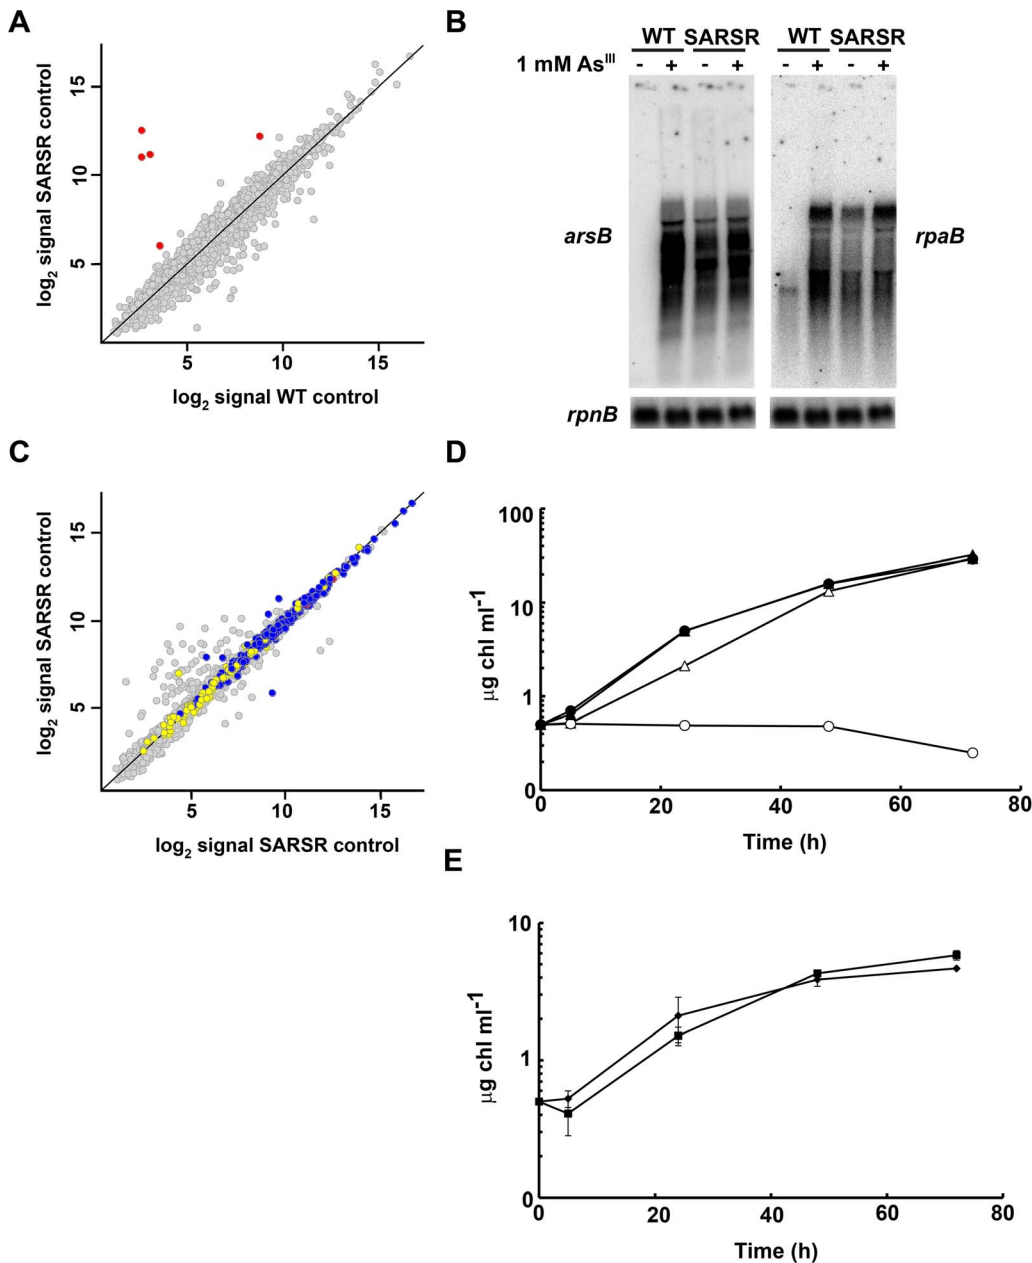 A
log2 signal SARSR control
15
10
5
5
10
15
log2 signal WT control
B
WT SARSR WT SARSR
1 mM AsIII - + - + - + - +
arsB
rpaB
rpnB
C
log2 signal SARSR control
15
10
5
5
10
15
log2 signal SARSR control
D
µg chl ml-1
100
10
1
0
0
20
40
60
80
Time (h)
E
µg chl ml-1
10
1
0
0
20
40
60
80
Time (h)